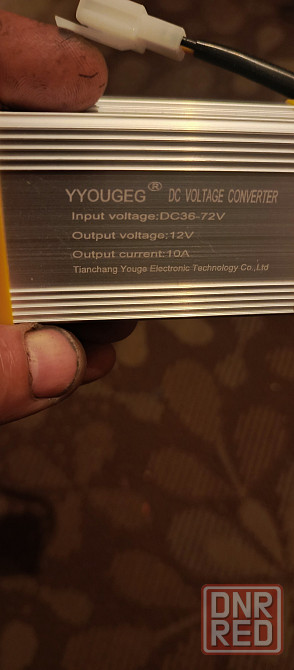 YYOUGEG® DC VOLTAGE CONVERTER
Input voltage:DC36-72V
Output voltage:12V
Output current:10A
Tianchang Youge Electronic Technology Co.,Ltd
DNR
RED